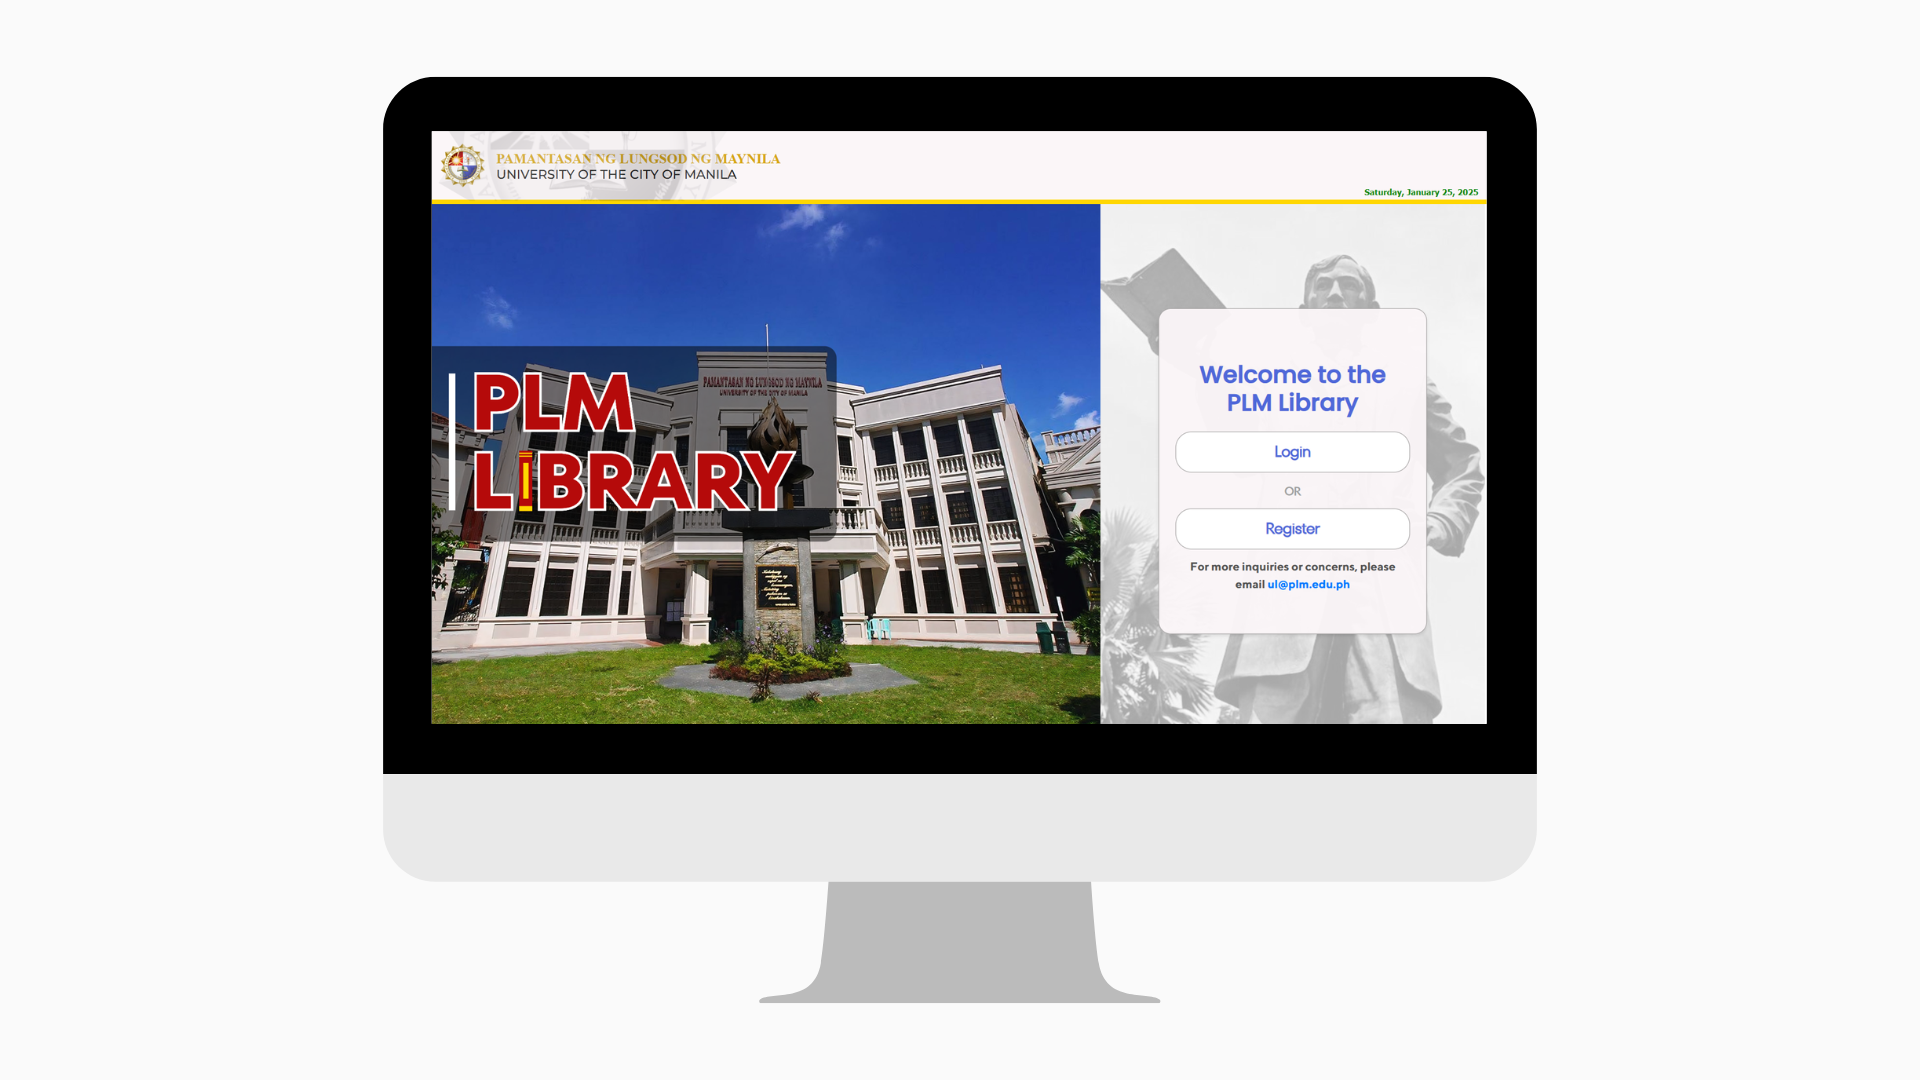 PAMANTASAN NG LUNGSOD NG MAYNILA
UNIVERSITY OF THE CITY OF MANILA
Saturday, January 25, 2025
PAMANTASAN NG LUNGSOD NG MAYNILA
UNIVERSITY OF THE CITY OF MANILA
PLM
LIBRARY
Welcome to the
PLM Library
Login
OR
Register
For more inquiries or concerns, please
email ul@plm.edu.ph